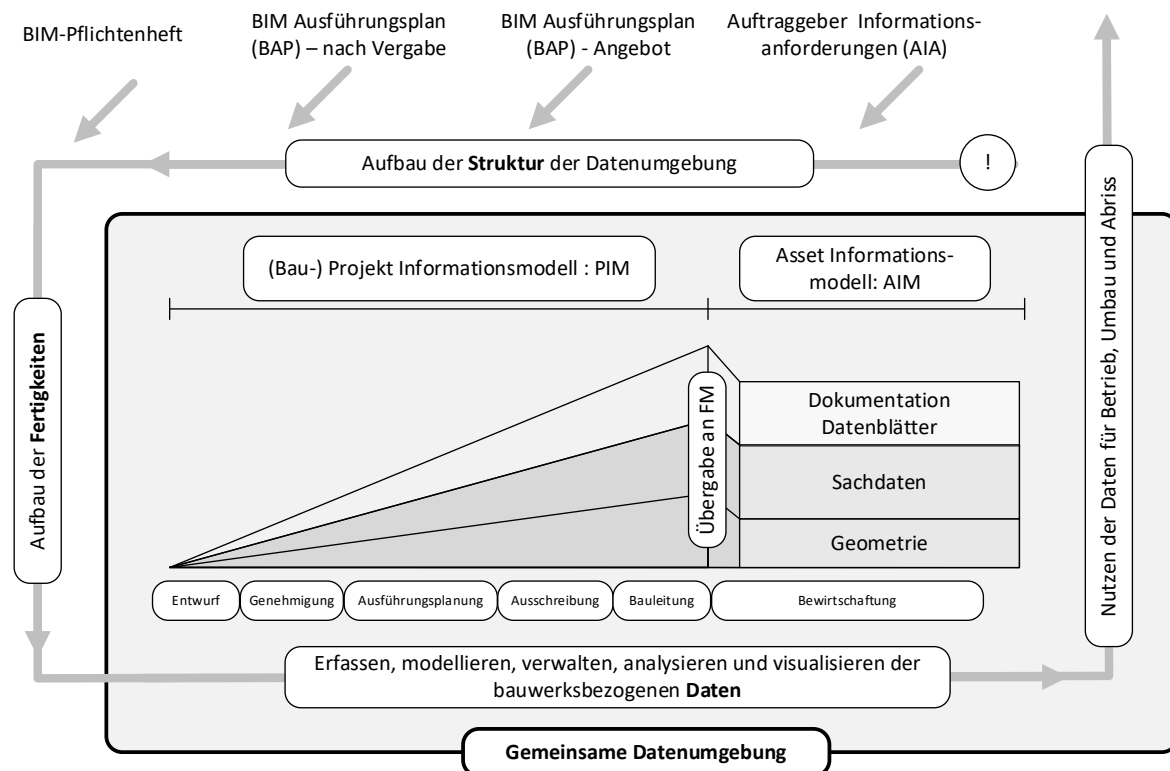 BIM-Pflichtenheft
BIM Ausführungsplan
(BAP) – nach Vergabe
BIM Ausführungsplan
(BAP) - Angebot
Auftraggeber Informations-
anforderungen (AIA)
Aufbau der Struktur der Datenumgebung
!
(Bau-) Projekt Informationsmodell : PIM
Asset Informations-
modell: AIM
Aufbau der Fertigkeiten
Übergabe an FM
Dokumentation
Datenblätter
Sachdaten
Geometrie
Nutzen der Daten für Betrieb, Umbau und Abriss
Entwurf
Genehmigung
Ausführungsplanung
Ausschreibung
Bauleitung
Bewirtschaftung
Erfassen, modellieren, verwalten, analysieren und visualisieren der
bauwerksbezogenen Daten
Gemeinsame Datenumgebung